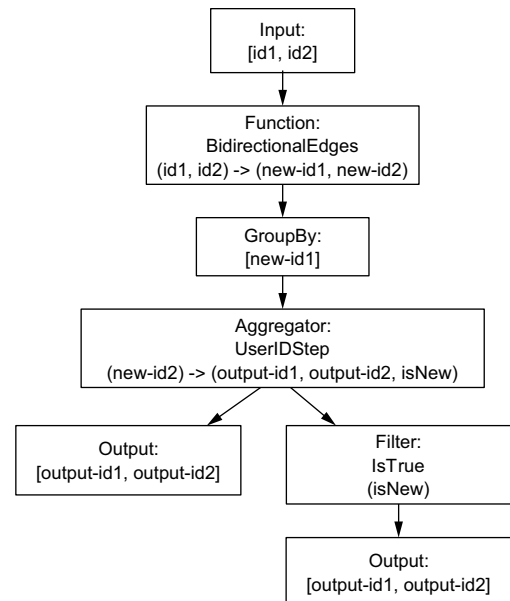 Input:
[id1, id2]
Function:
BidirectionalEdges
(id1, id2) -> (new-id1, new-id2)
GroupBy:
[new-id1]
Aggregator:
UserIDStep
(new-id2) -> (output-id1, output-id2, isNew)
Output:
[output-id1, output-id2]
Filter:
IsTrue
(isNew)
Output:
[output-id1, output-id2]